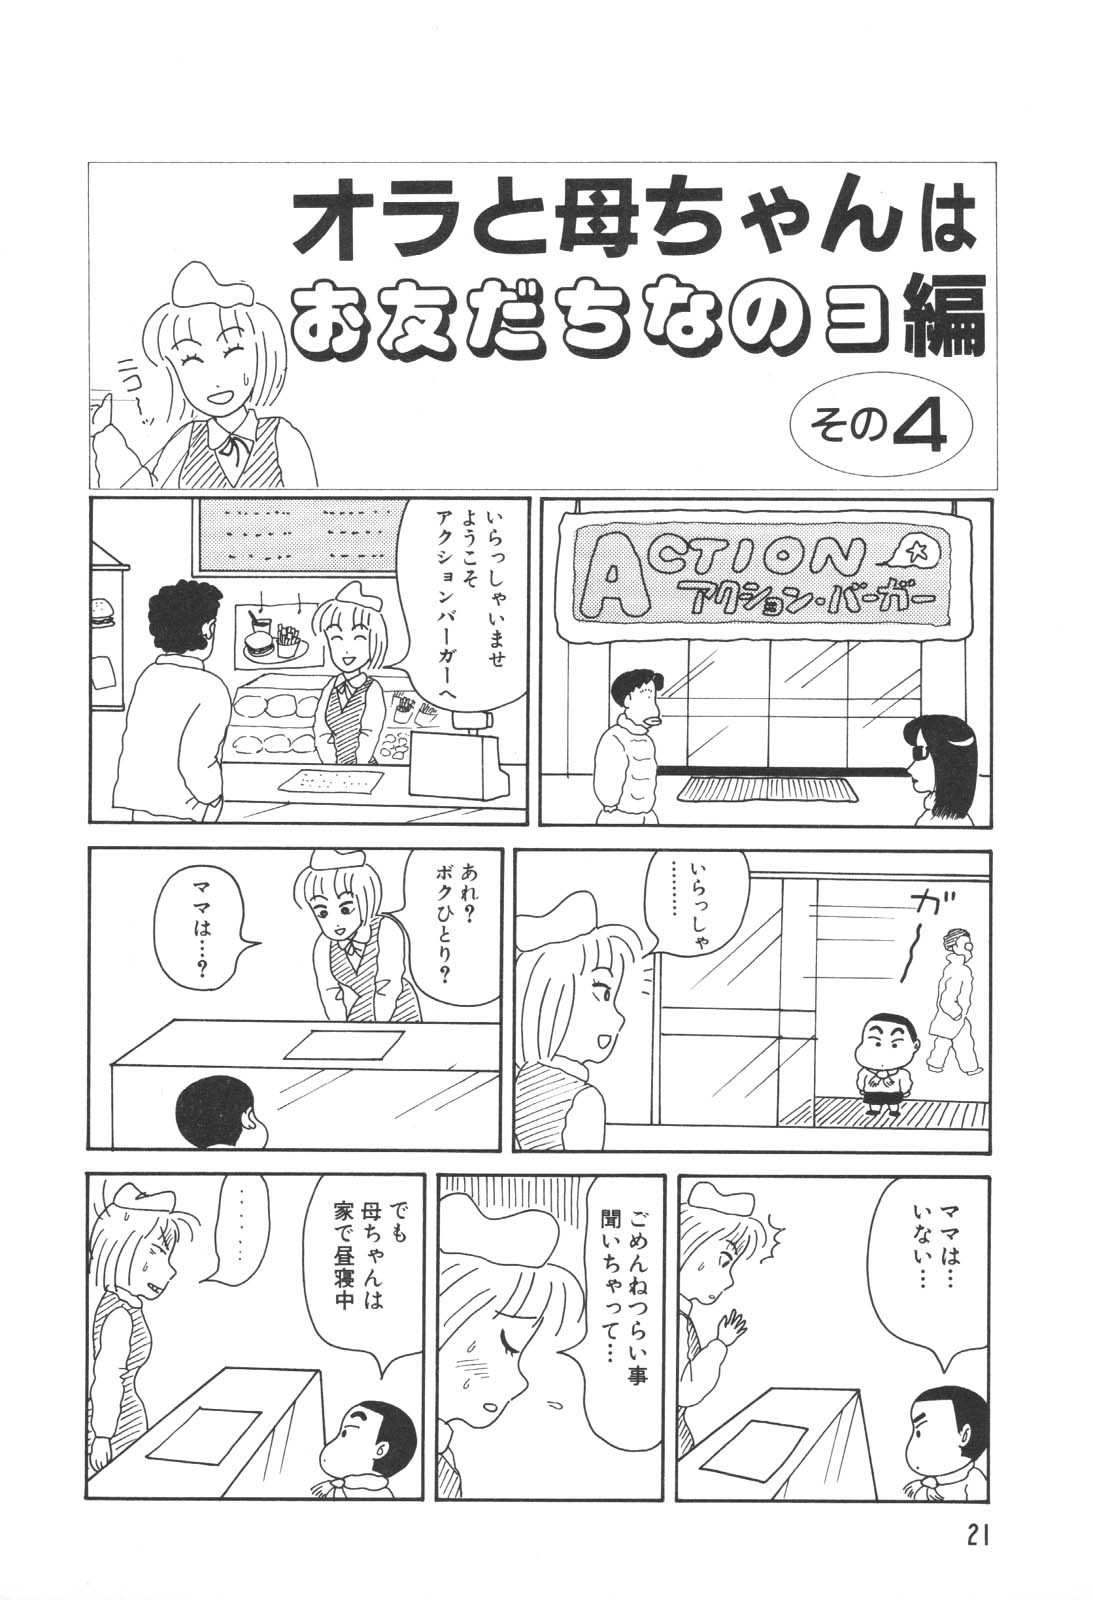 オラと母ちゃんは
お友だちなのヨ編
その4
ニコーッ
ACTION
アクション・バーガー
いらっしゃいませ
ようこそ
アクションバーガーへ
ガーー
いらっしゃ
………
あれ？
ボクひとり？
ママは…？
ママは…
いない…
ごめんねつらい事
聞いちゃって…
でも
母ちゃんは
家で昼寝中
・・・・・
21